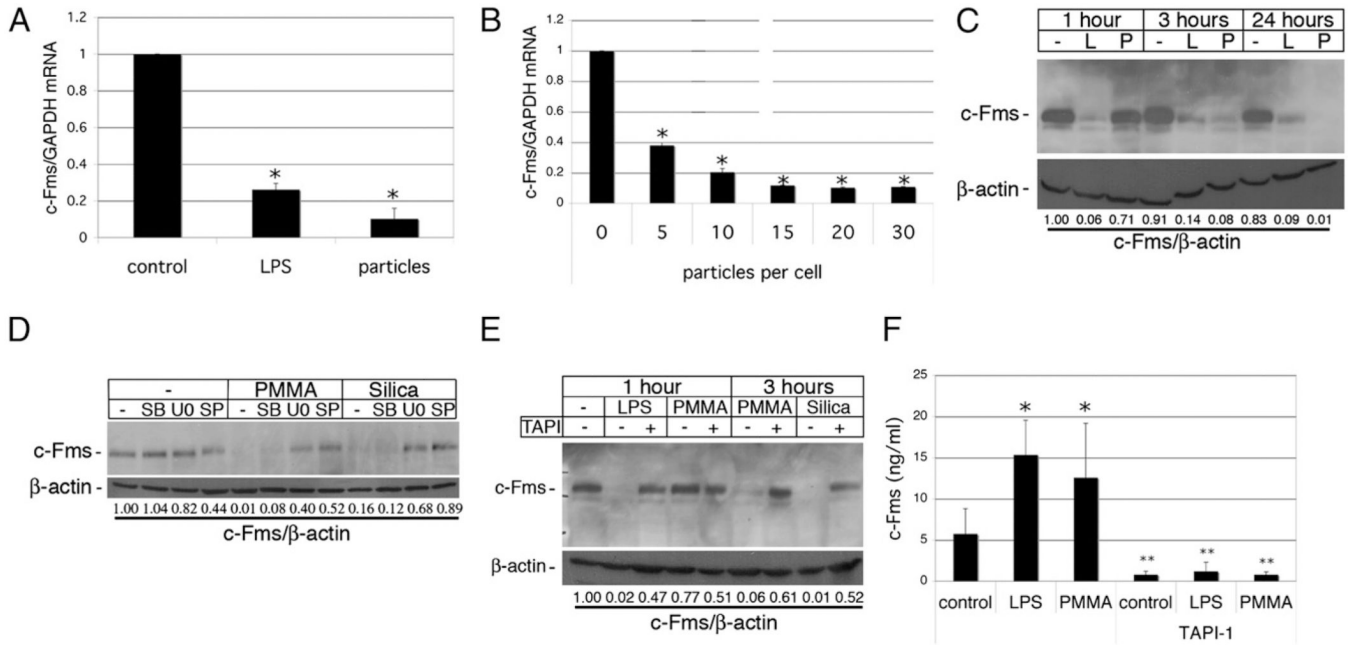 A
c-Fms/GAPDH mRNA
1.2
1
0.8
0.6
0.4
0.2
0
*
*
control LPS particles
B
c-Fms/GAPDH mRNA
1.2
1
0.8
0.6
0.4
0.2
0
* * * * *
0 5 10 15 20 30
particles per cell
C
1 hour 3 hours 24 hours
- L P - L P - L P
c-Fms -
β-actin -
1.00 0.06 0.71 0.91 0.14 0.08 0.83 0.09 0.01
c-Fms/β-actin
D
- PMMA Silica
- SB U0 SP - SB U0 SP - SB U0 SP
c-Fms -
β-actin -
1.00 1.04 0.82 0.44 0.01 0.08 0.40 0.52 0.16 0.12 0.68 0.89
c-Fms/β-actin
E
1 hour 3 hours
- LPS PMMA PMMA Silica
TAPI - - + - + - + - +
c-Fms -
β-actin -
1.00 0.02 0.47 0.77 0.51 0.06 0.61 0.01 0.52
c-Fms/β-actin
F
c-Fms (ng/ml)
25
20
15
10
5
0
* *
** ** **
control LPS PMMA control LPS PMMA
TAPI-1